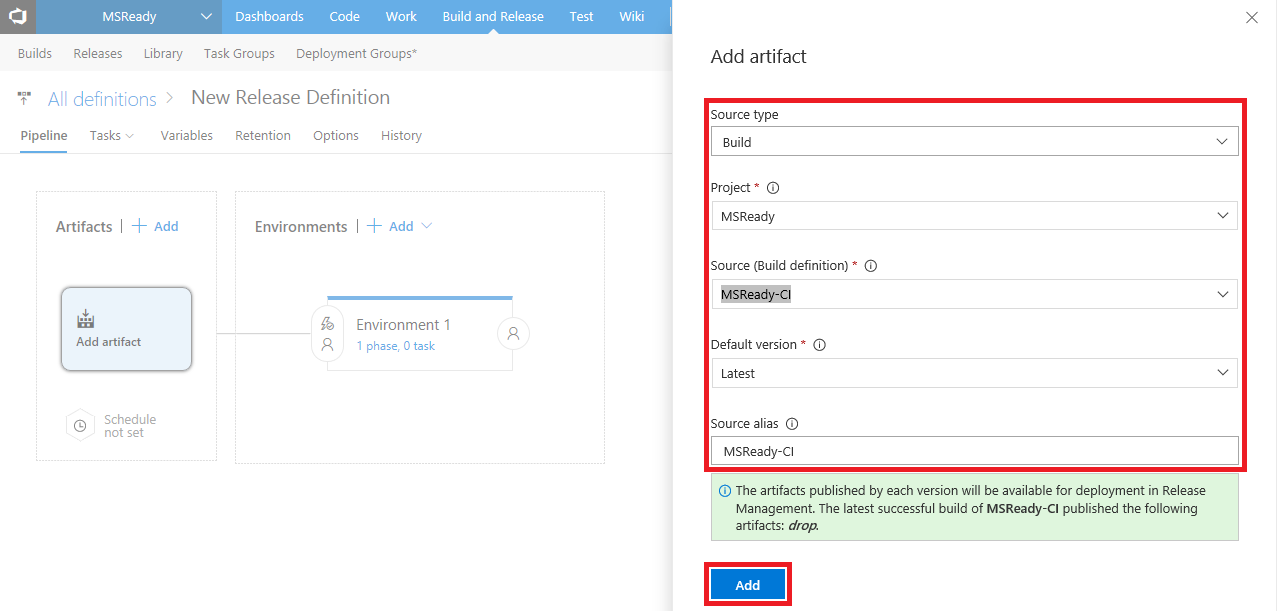 MSReady
Dashboards Code Work Build and Release Test Wiki
Builds Releases Library Task Groups Deployment Groups*
All definitions > New Release Definition
Pipeline Tasks Variables Retention Options History
Artifacts | + Add
Environments | + Add
Add artifact
Schedule
not set
Environment 1
1 phase, 0 task
Add artifact
Source type
Build
Project *
MSReady
Source (Build definition) *
MSReady-CI
Default version *
Latest
Source alias
MSReady-CI
The artifacts published by each version will be available for deployment in Release
Management. The latest successful build of MSReady-CI published the following
artifacts: drop.
Add